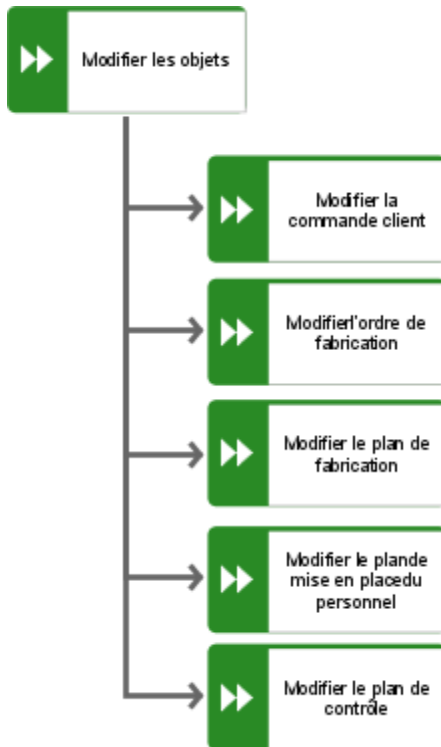 Modifier les objets
Modifier la
commande client
Modifierl'ordre de
fabrication
Modifier le plan de
fabrication
Modifier le plande
mise en placedu
personnel
Modifier le plan de
contrôle